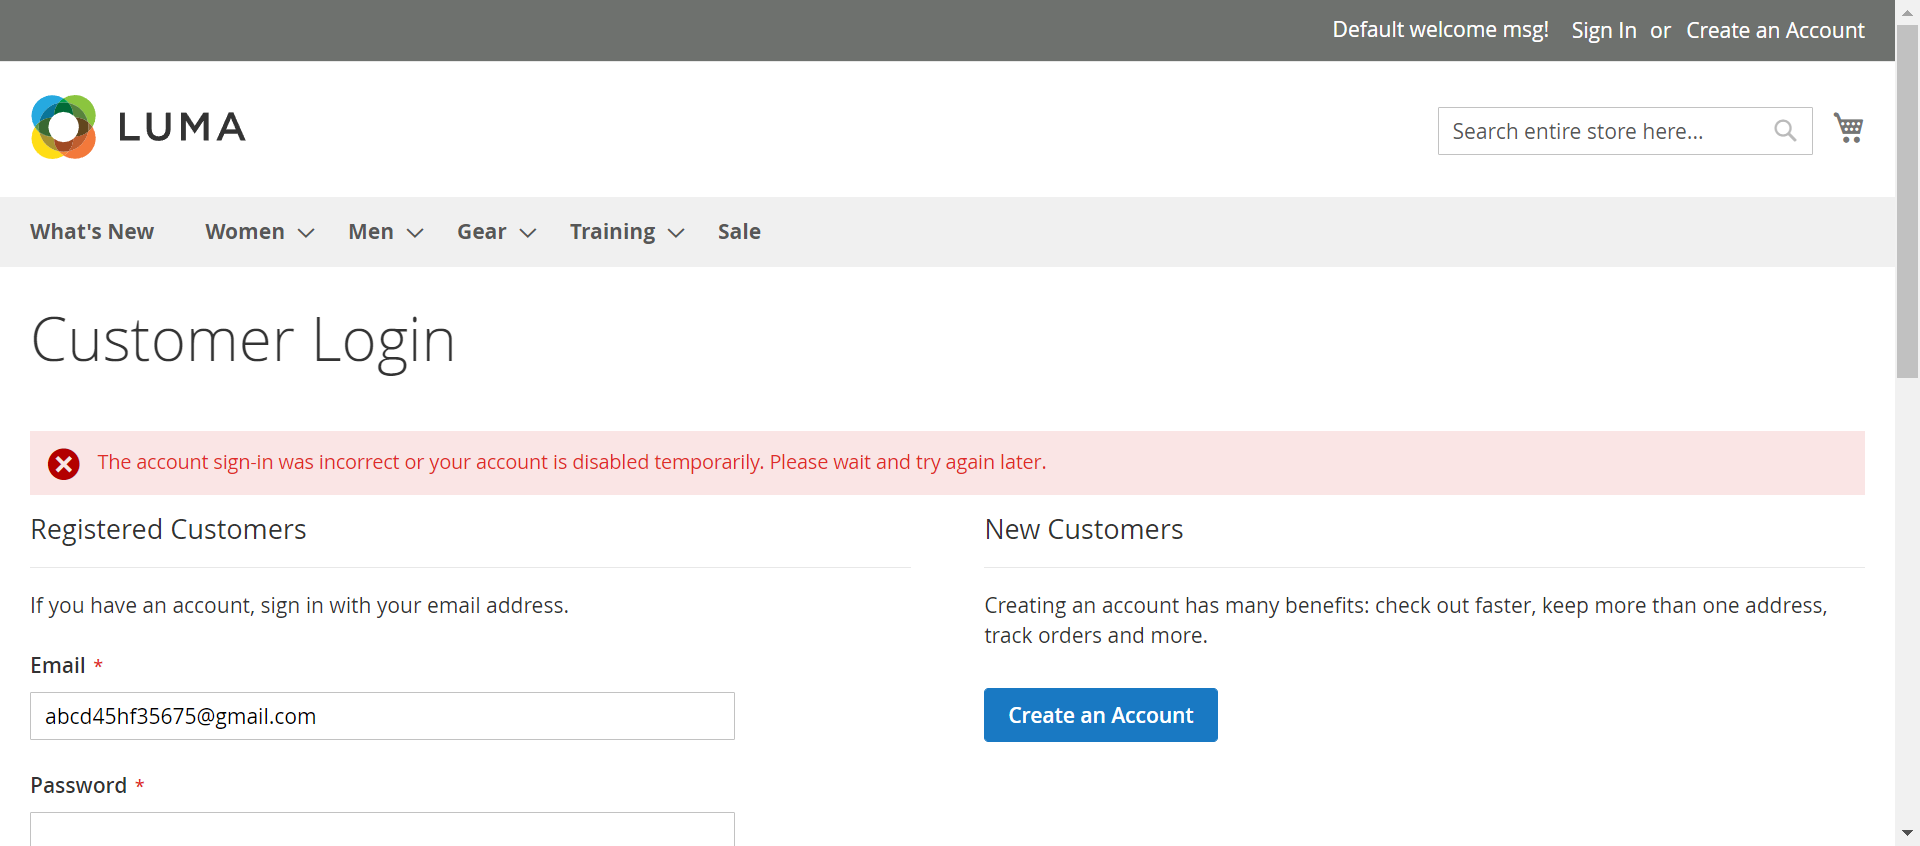 Default welcome msg! Sign In or Create an Account
LUMA
Search entire store here...
What's New Women Men Gear Training Sale
Customer Login
The account sign-in was incorrect or your account is disabled temporarily. Please wait and try again later.
Registered Customers
If you have an account, sign in with your email address.
Email *
abcd45hf35675@gmail.com
Password *
New Customers
Creating an account has many benefits: check out faster, keep more than one address,
track orders and more.
Create an Account